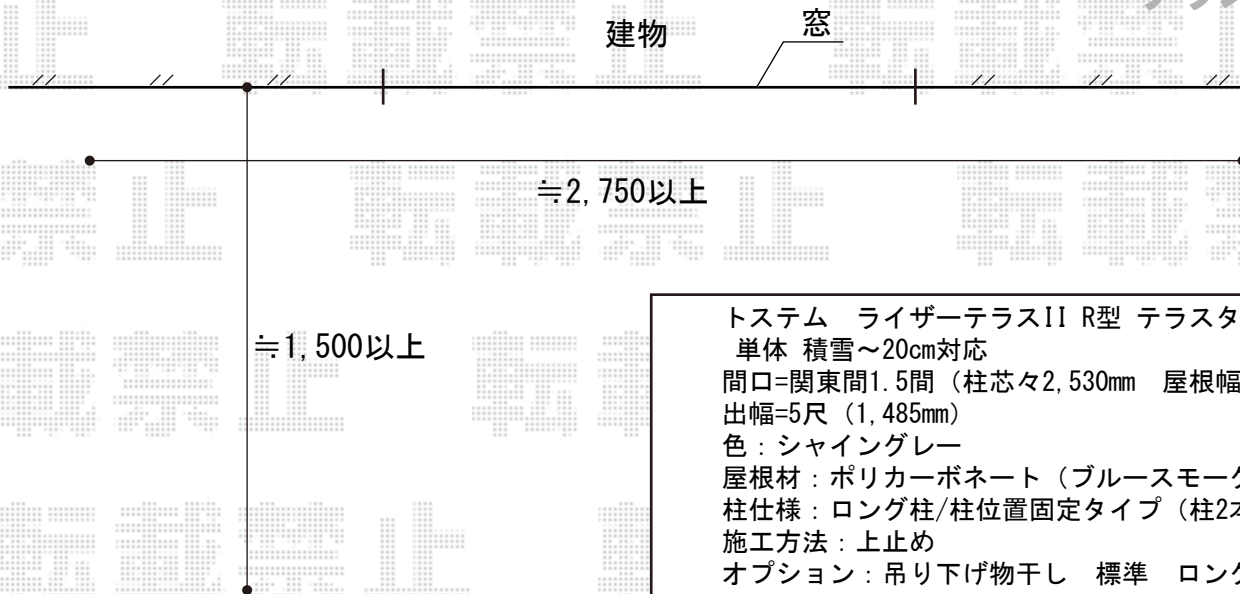 建物
窓
≒2,750以上
≒1,500以上
トステム ライザーテラスII R型 テラスタ
単体 積雪～20cm対応
間口=関東間1.5間（柱芯々2,530mm 屋根幅
出幅=5尺（1,485mm）
色：シャイングレー
屋根材：ポリカーボネート（ブルースモーク
柱仕様：ロング柱/柱位置固定タイプ（柱2本
施工方法：上止め
オプション：吊り下げ物干し 標準 ロング
転載禁止